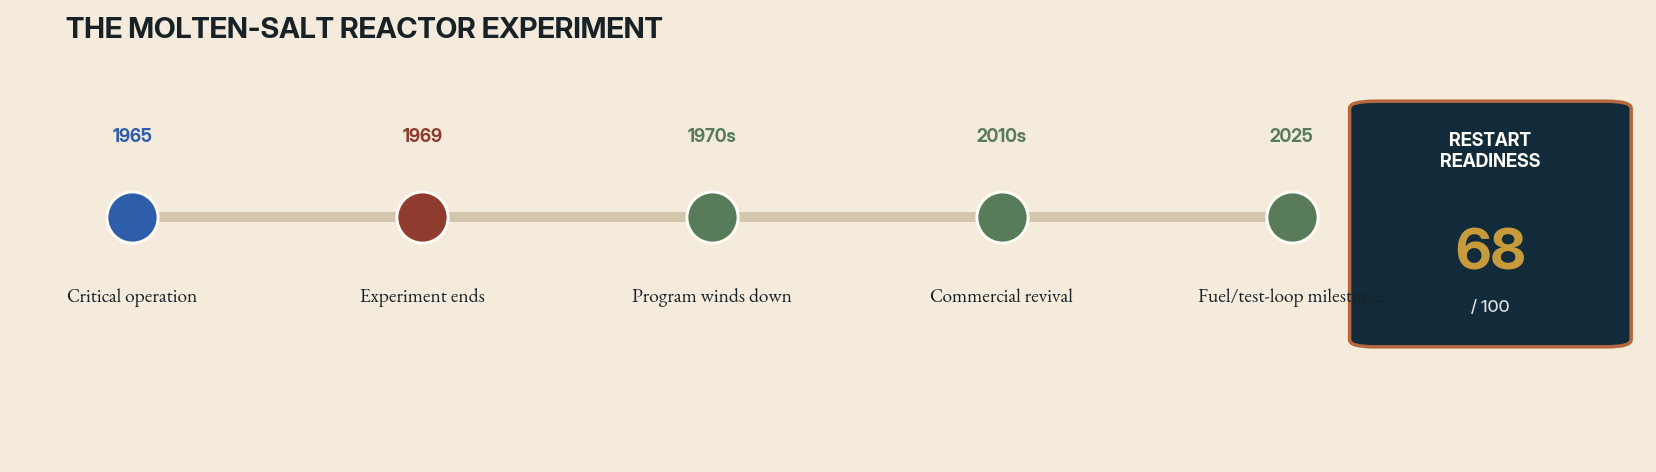 THE MOLTEN-SALT REACTOR EXPERIMENT
1965
1969
1970s
2010s
2025
Critical operation
Experiment ends
Program winds down
Commercial revival
Fuel/test-loop milestones
RESTART
READINESS
68
/ 100